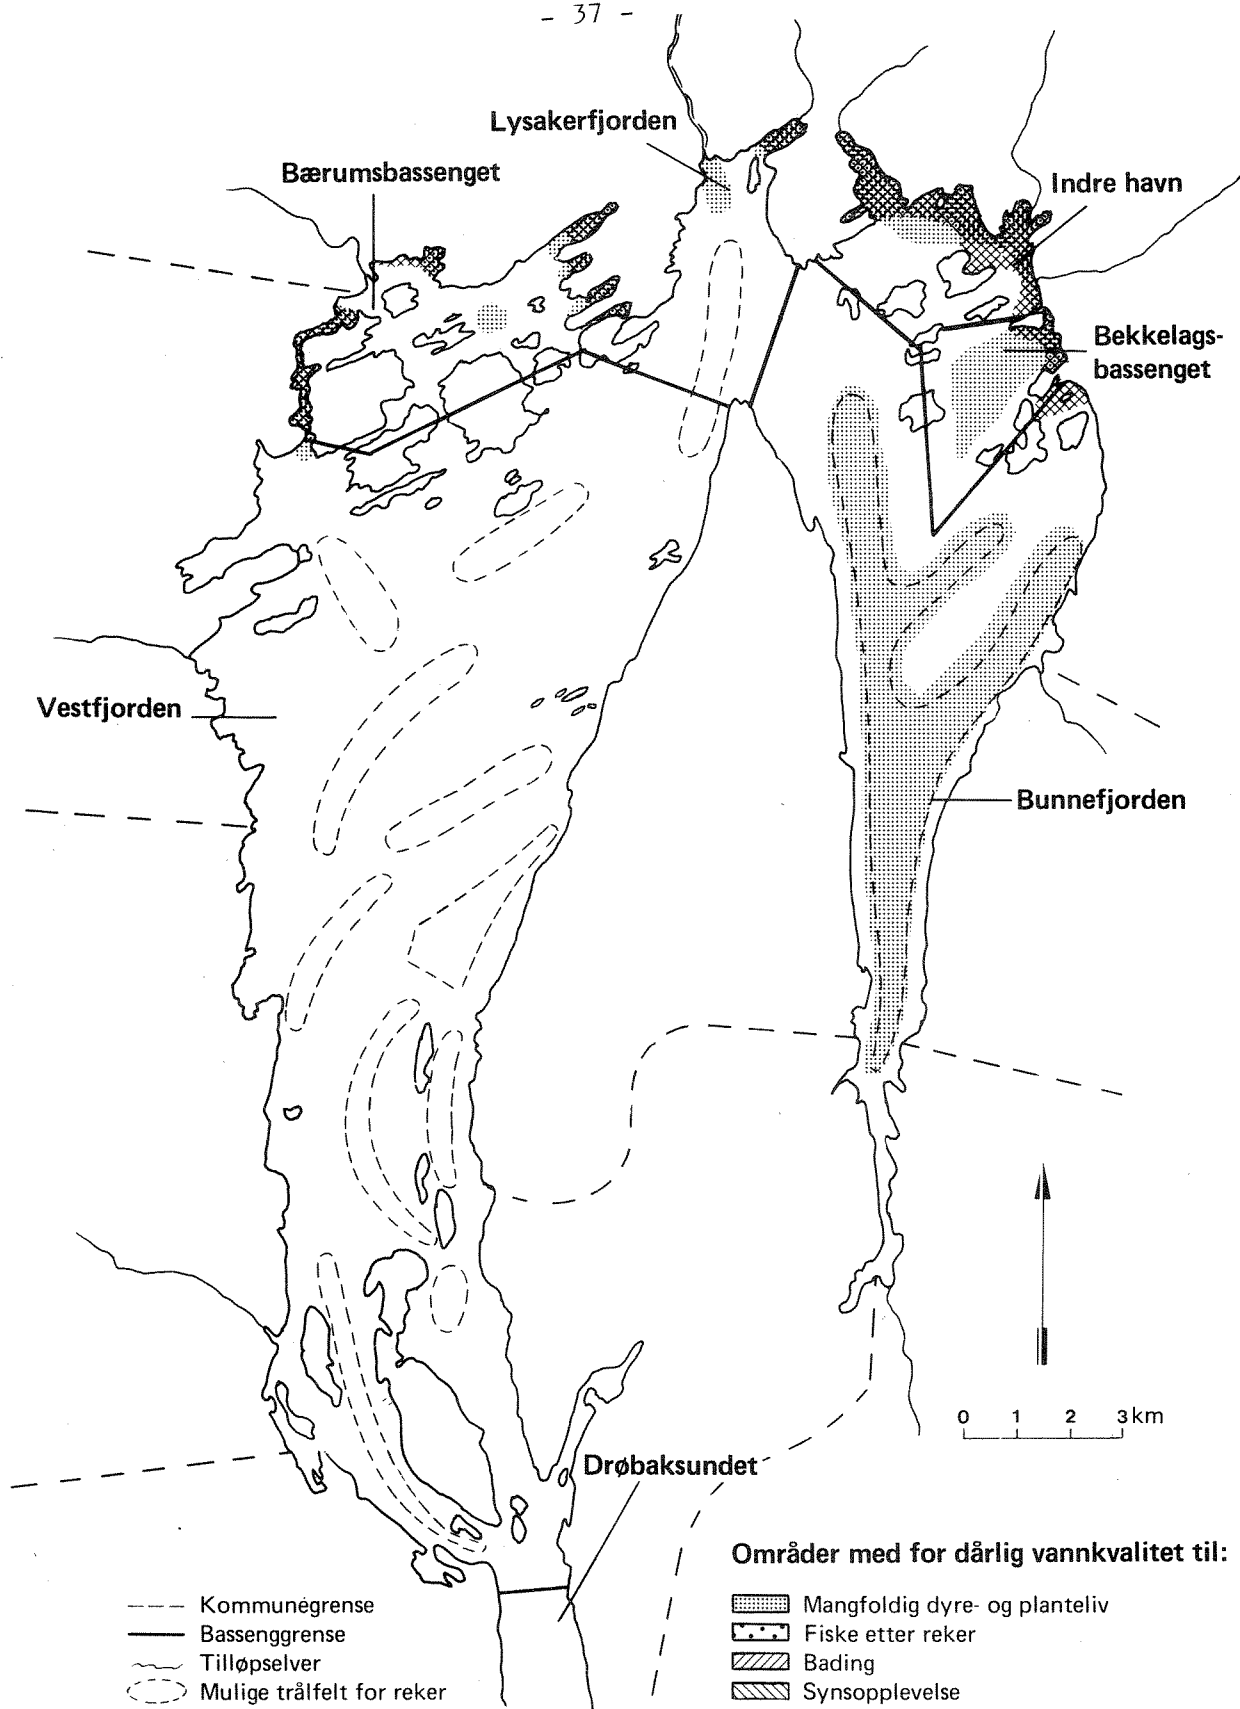 - 37 -
Lysakerfjorden
Bærumsbassenget
Indre havn
Bekkelags-
bassenget
Vestfjorden
Bunnefjorden
0 1 2 3 km
Drøbaksundet
Områder med for dårlig vannkvalitet til:
Kommunegrense
Bassenggrense
Tilløpselver
Mulige trålfelt for reker
Mangfoldig dyre- og planteliv
Fiske etter reker
Bading
Synsopplevelse